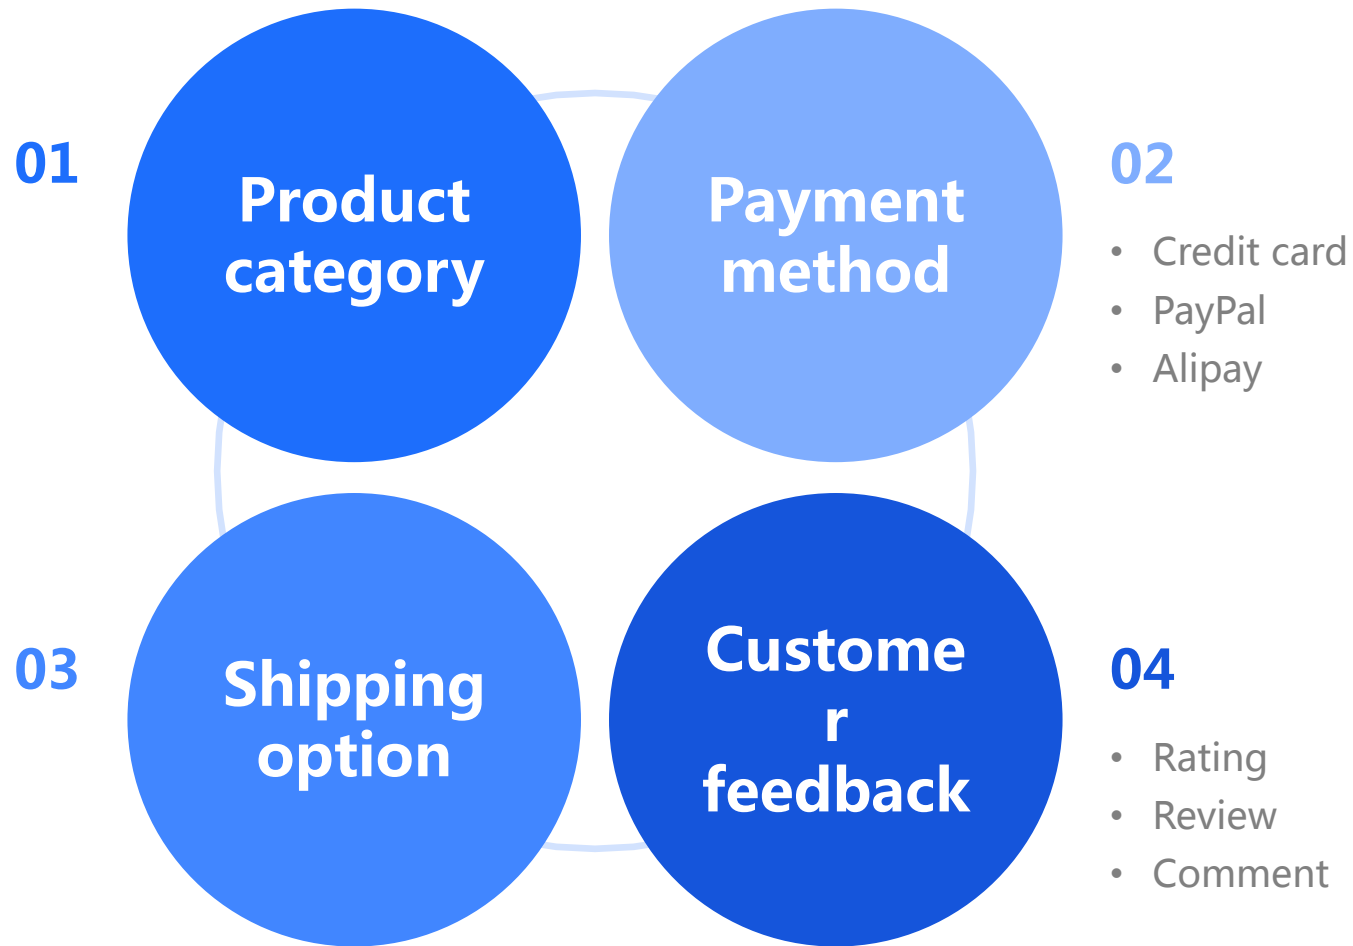 01
Product
category
Payment
method
02
• Credit card
• PayPal
• Alipay
03
Shipping
option
Custome
r
feedback
04
• Rating
• Review
• Comment